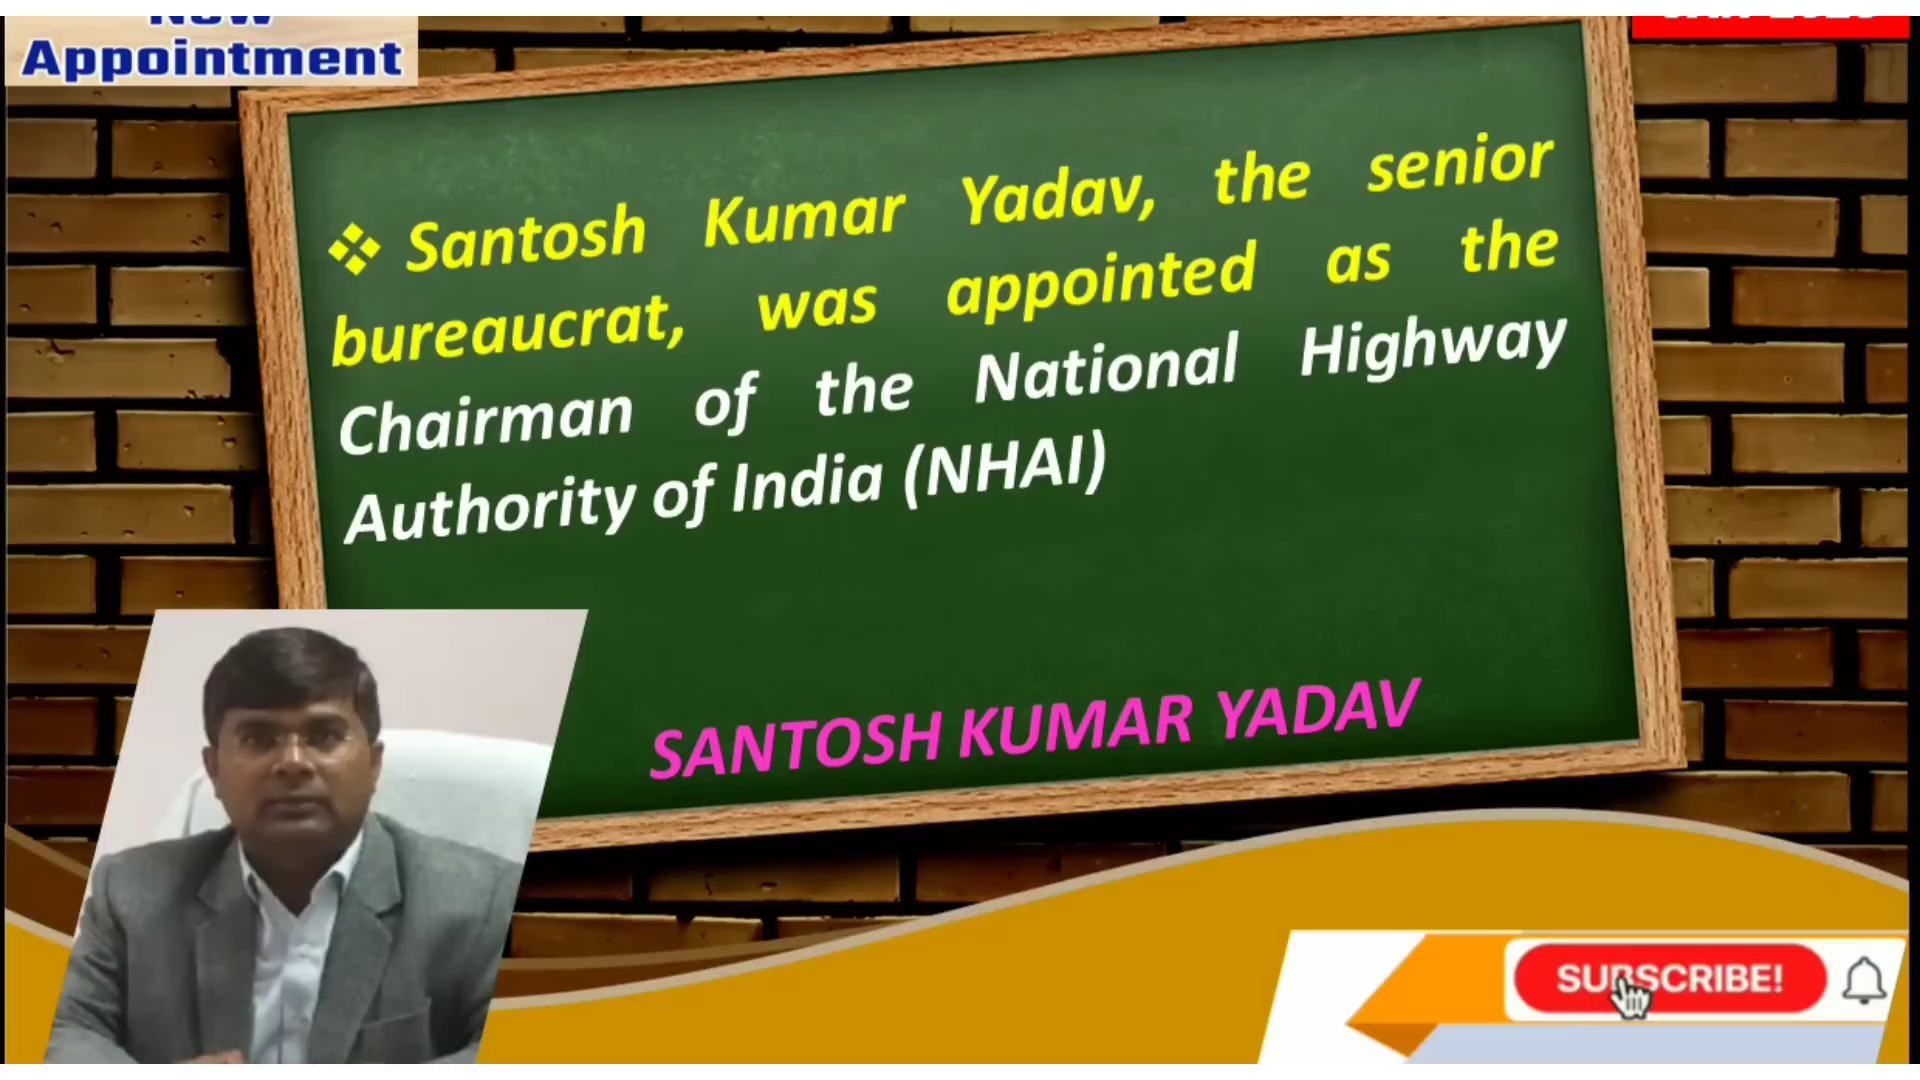 New
Appointment
❖ Santosh Kumar Yadav, the senior
bureaucrat, was appointed as the
Chairman of the National Highway
Authority of India (NHAI)
SANTOSH KUMAR YADAV
SUBSCRIBE!